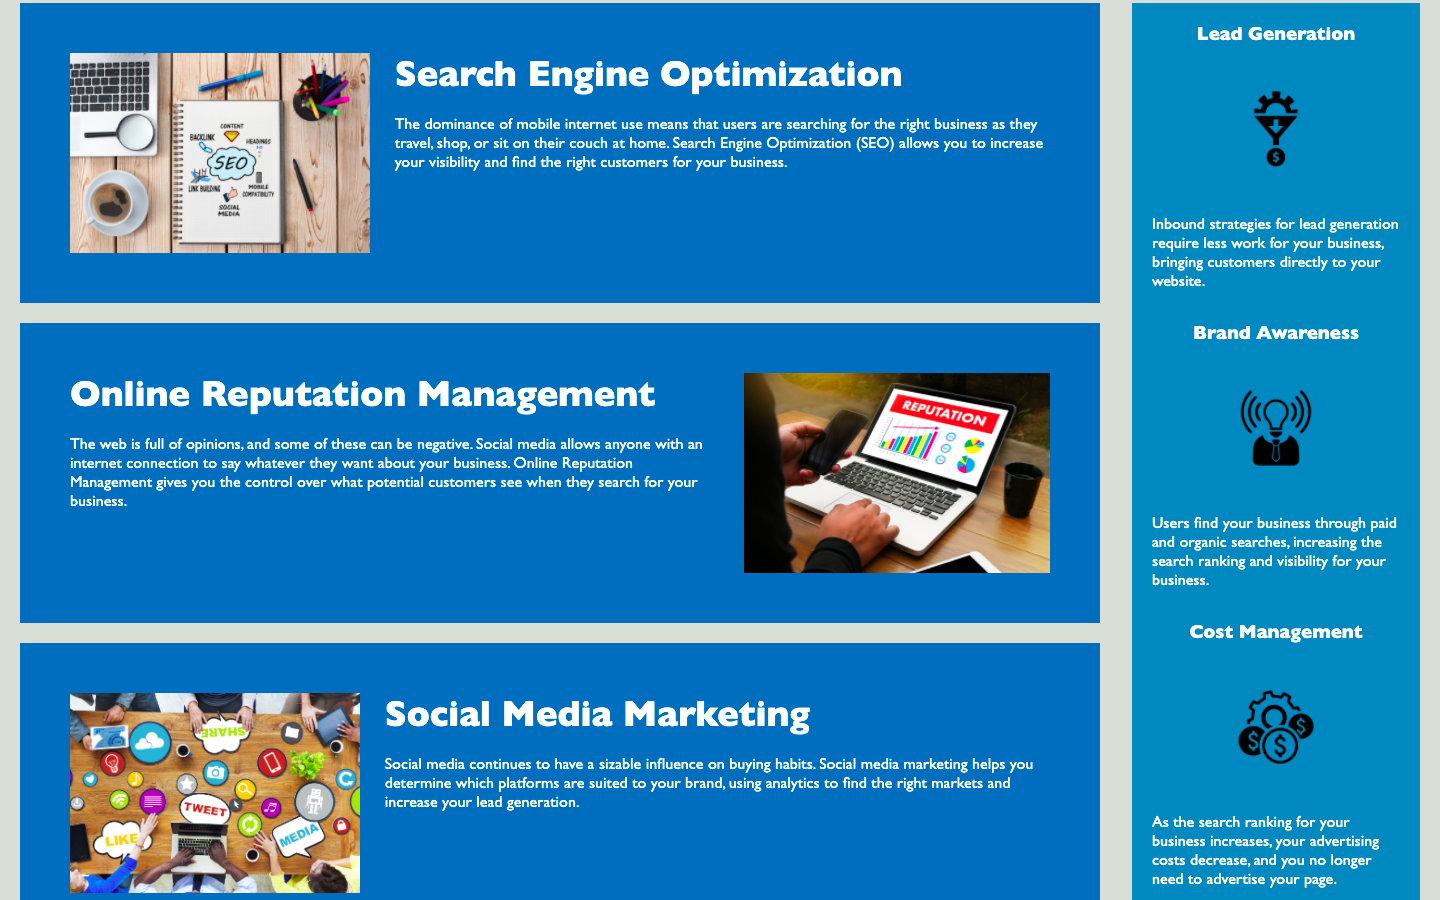 Search Engine Optimization
The dominance of mobile internet use means that users are searching for the right business as they
travel, shop, or sit on their couch at home. Search Engine Optimization (SEO) allows you to increase
your visibility and find the right customers for your business.
CONTENT
BACKLINK
HEADINGS
SEO
LINK BUILDING
MOBILE
COMPATIBILITY
SOCIAL
MEDIA
Online Reputation Management
The web is full of opinions, and some of these can be negative. Social media allows anyone with an
internet connection to say whatever they want about your business. Online Reputation
Management gives you the control over what potential customers see when they search for your
business.
REPUTATION
Social Media Marketing
Social media continues to have a sizable influence on buying habits. Social media marketing helps you
determine which platforms are suited to your brand, using analytics to find the right markets and
increase your lead generation.
SHARE
TWEET
LIKE
MEDIA
Lead Generation
Inbound strategies for lead generation
require less work for your business,
bringing customers directly to your
website.
Brand Awareness
Users find your business through paid
and organic searches, increasing the
search ranking and visibility for your
business.
Cost Management
As the search ranking for your
business increases, your advertising
costs decrease, and you no longer
need to advertise your page.